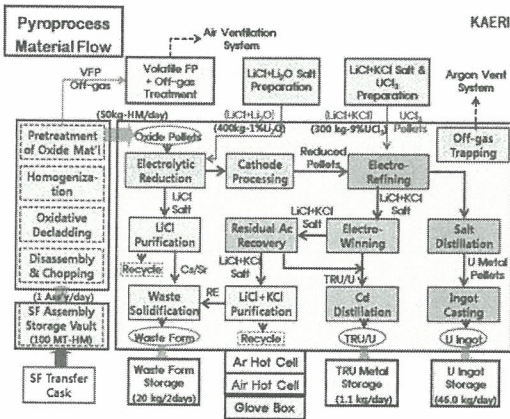 Pyroprocess
Material Flow
KAERI
Air Ventilation
System
VFP
Off-gas
Volatile FP
+ Off-gas
Treatment
LiCl+Li₂O Salt
Preparation
LiCl+KCl Salt &
UCl₃
Preparation
Argon Vent
System
(50kg-HM/day)
(LiCl+Li₂O)
(400kg-1%Li₂O)
(LiCl+KCl)
(300 kg-9%UCl₃)
UCl₃
Pellets
Pretreatment
of Oxide Mat'l
Oxide Pellets
Off-gas
Trapping
Homogeniza-
tion
Electrolytic
Reduction
Cathode
Processing
Reduced
Pellets
Electro-
Refining
Oxidative
Decladding
LiCl
Salt
LiCl+KCl
Salt
LiCl+KCl
Salt
Disassembly
& Chopping
LiCl
Purification
Residual Ac
Recovery
Electro-
Winning
Salt
Distillation
Recycle
Ca/Sr
LiCl+KCl
Salt
TRU/U
U Metal
Pellets
(1 Ass'y/day)
SF Assembly
Storage Vault
(100 MT-HM)
Waste
Solidification
RE
LiCl+KCl
Purification
Cd
Distillation
Ingot
Casting
Waste Form
Recycle
TRU/U
U Ingot
SF Transfer
Cask
Waste Form
Storage
(20 kg/2days)
Ar Hot Cell
Air Hot Cell
Glove Box
TRU Metal
Storage
(1.1 kg/day)
U Ingot
Storage
(46.0 kg/day)